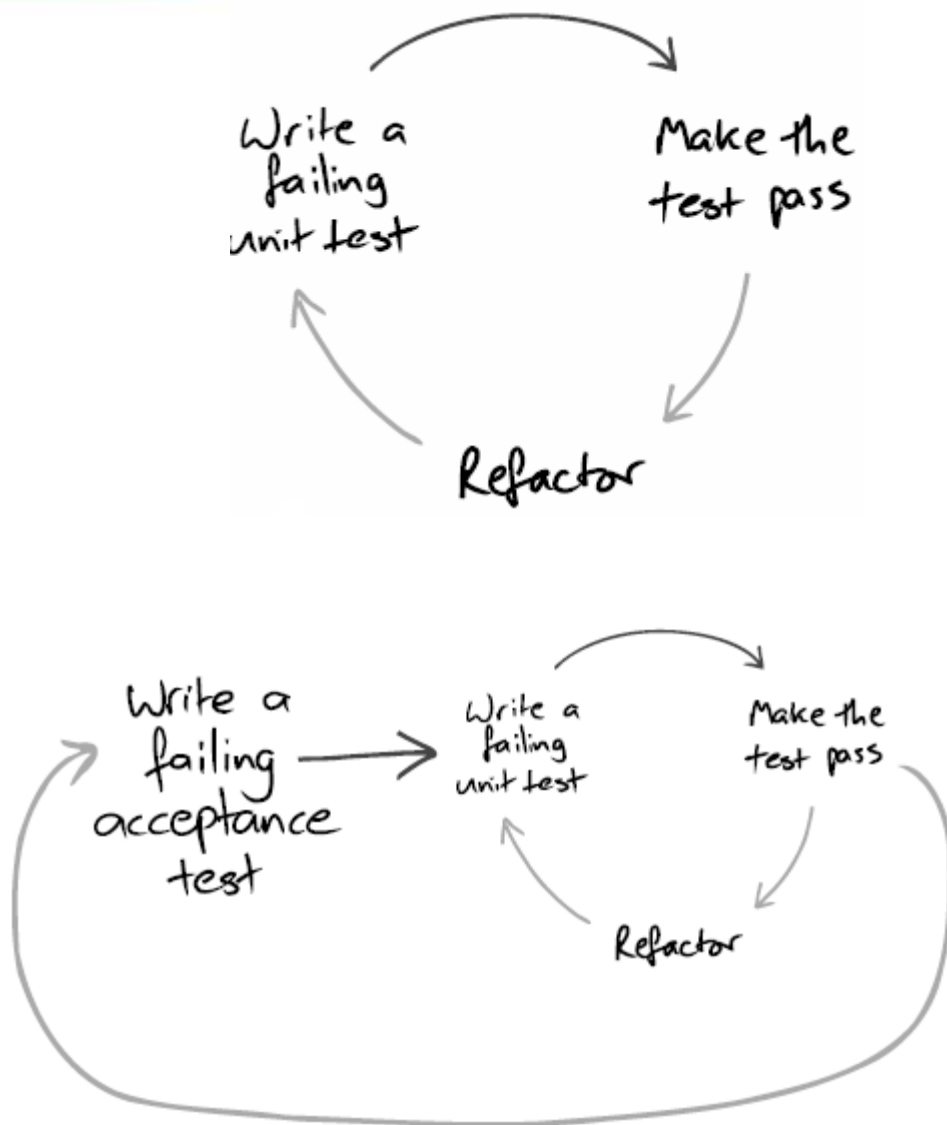 Write a
failing
unit test
Make the
test pass
Refactor
Write a
failing
acceptance
test
Write a
failing
unit test
Make the
test pass
Refactor